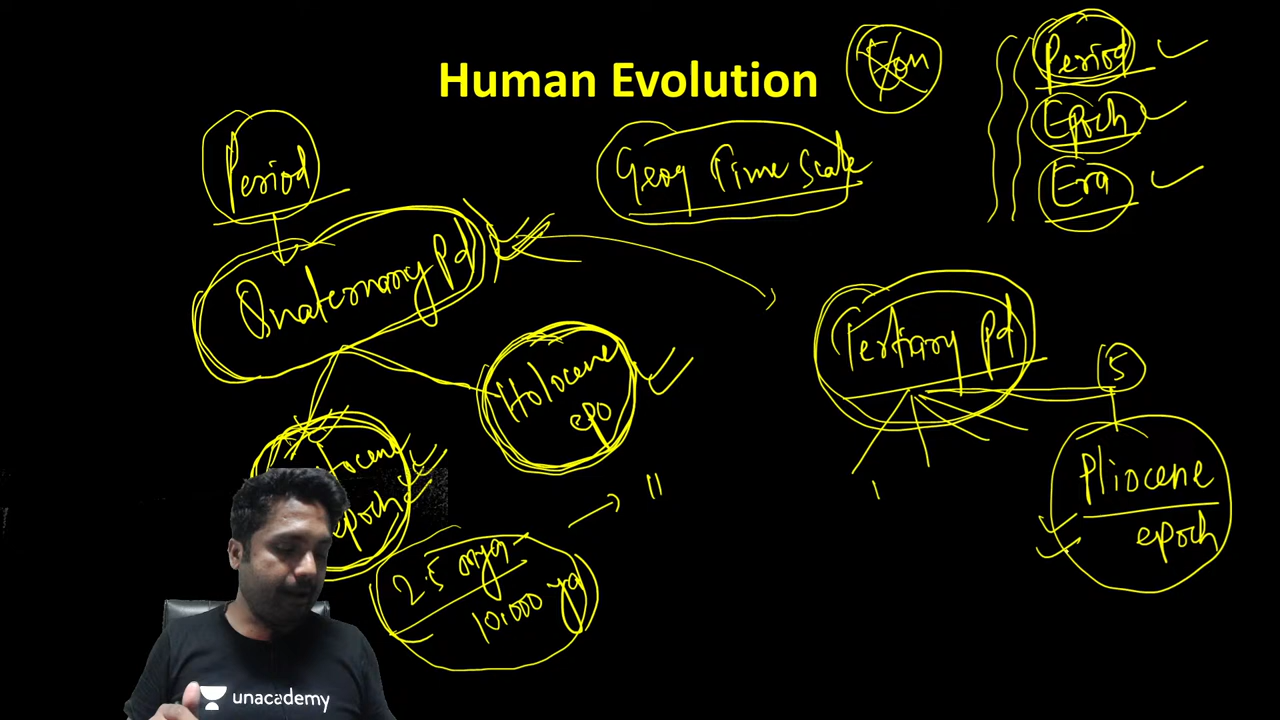 Human Evolution
Eon
Period
Epoch
Era
Geog Time Scale
Period
Quaternary Pd
Tertiary Pd
5
Holocene
epo
Pliocene
epoch
epoch
2.5 mya
10,000 ya
"
unacademy